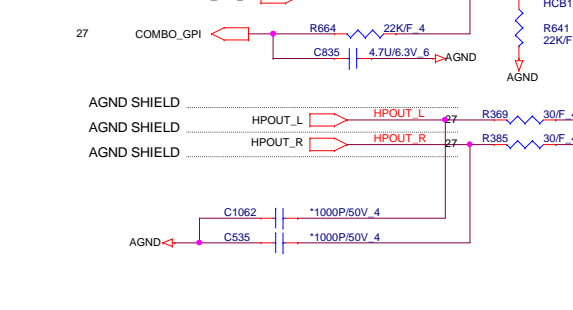 HCB1
R664 22K/F_4
R641
22K/F
27 COMBO_GPI
C835 4.7U/6.3V_6
AGND
AGND
AGND SHIELD
HPOUT_L HPOUT_L 27 R369 30/F_4
AGND SHIELD
HPOUT_R HPOUT_R 27 R385 30/F_4
AGND SHIELD
C1062 *1000P/50V_4
AGND
C535 *1000P/50V_4